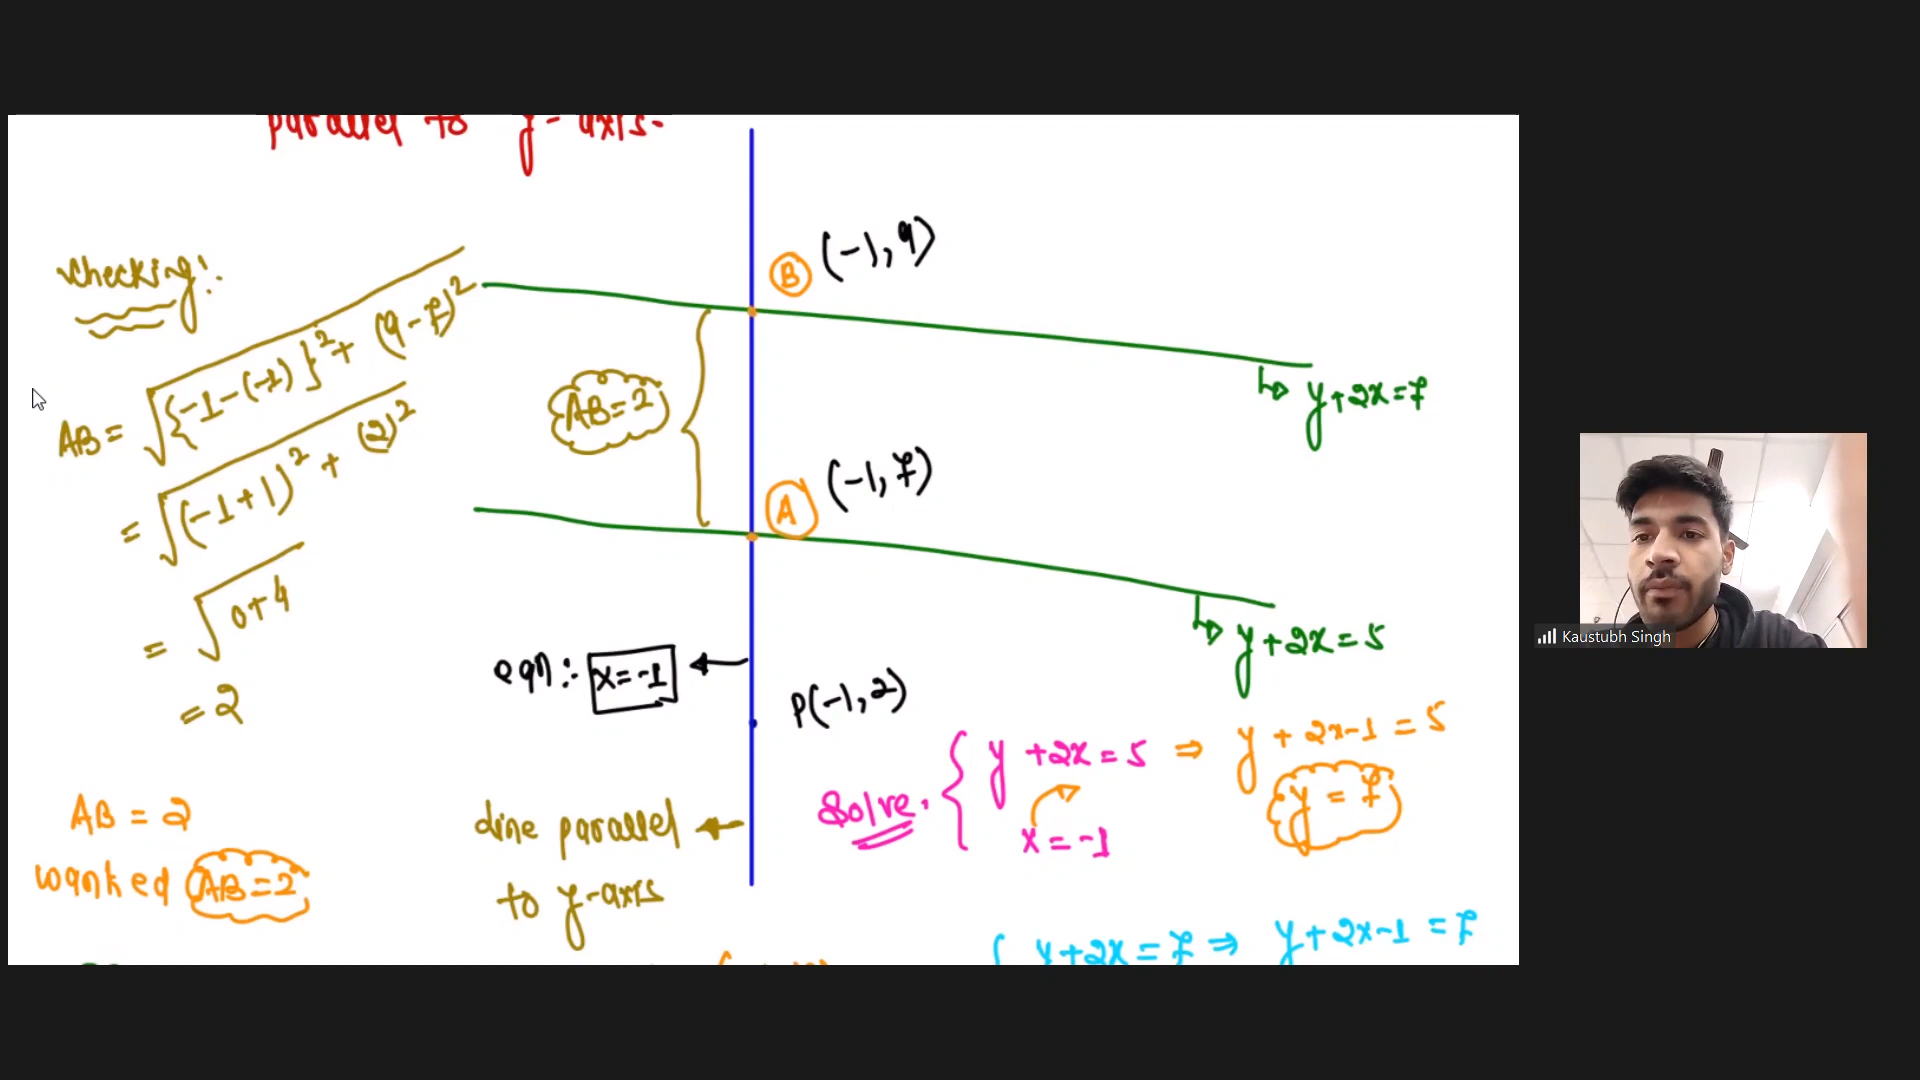 parallel to y-axis.
checking:
AB = √{-1-(-1)}² + (9-7)²
= √(-1+1)² + (2)²
= √0+4
= 2
AB = 2
wanted AB=2
B (-1,9)
AB=2
y+2x=7
A (-1,7)
y+2x=5
eqn:- x=-1
P(-1,2)
line parallel
to y-axis
Solve. { y+2x=5 ⇒ y+2x-1=5
x=-1
y=7
{ y+2x=7 ⇒ y+2x-1=7
Kaustubh Singh